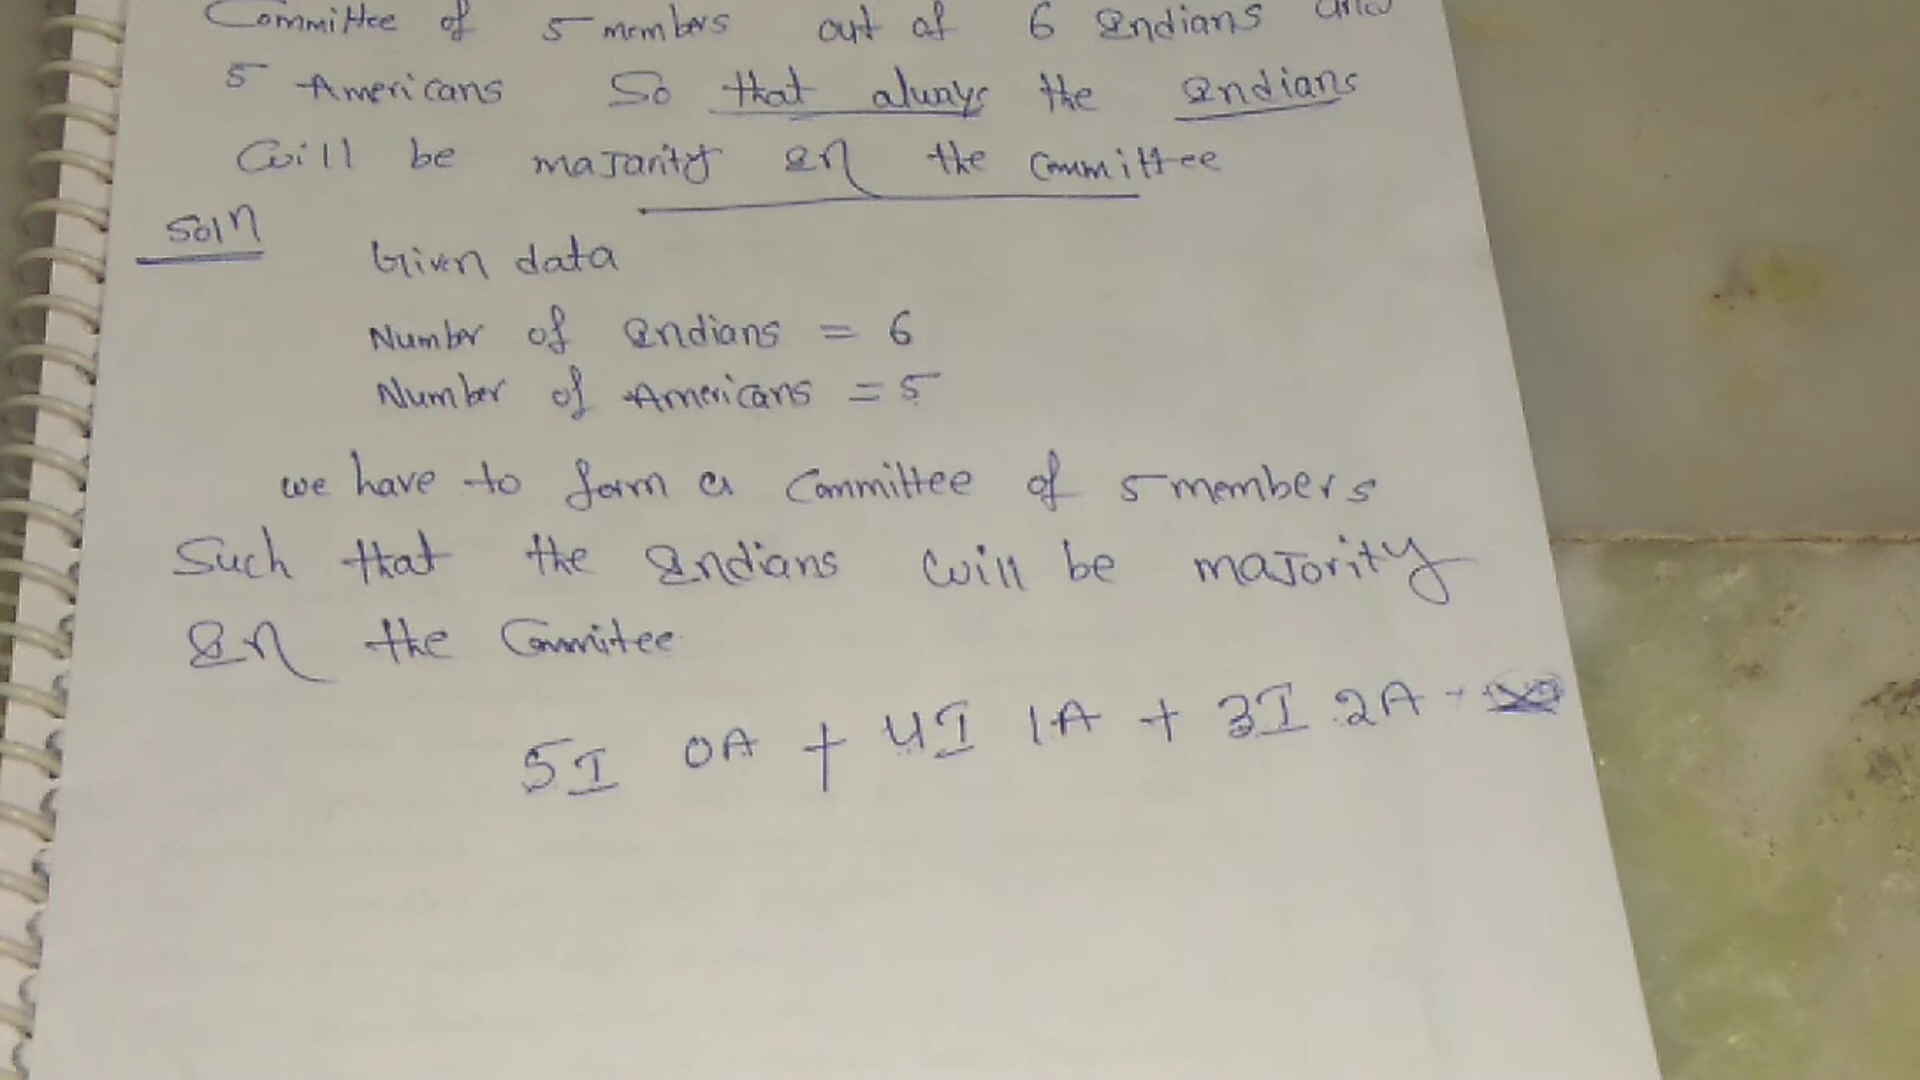 Committee of 5 members out of 6 Indians and
5 Americans So that always the Indians
will be majority in the committee
Soln
Given data
Number of Indians = 6
Number of Americans = 5
we have to form a Committee of 5 members
Such that the Indians will be majority
in the Commitee
5I 0A + 4I 1A + 3I 2A